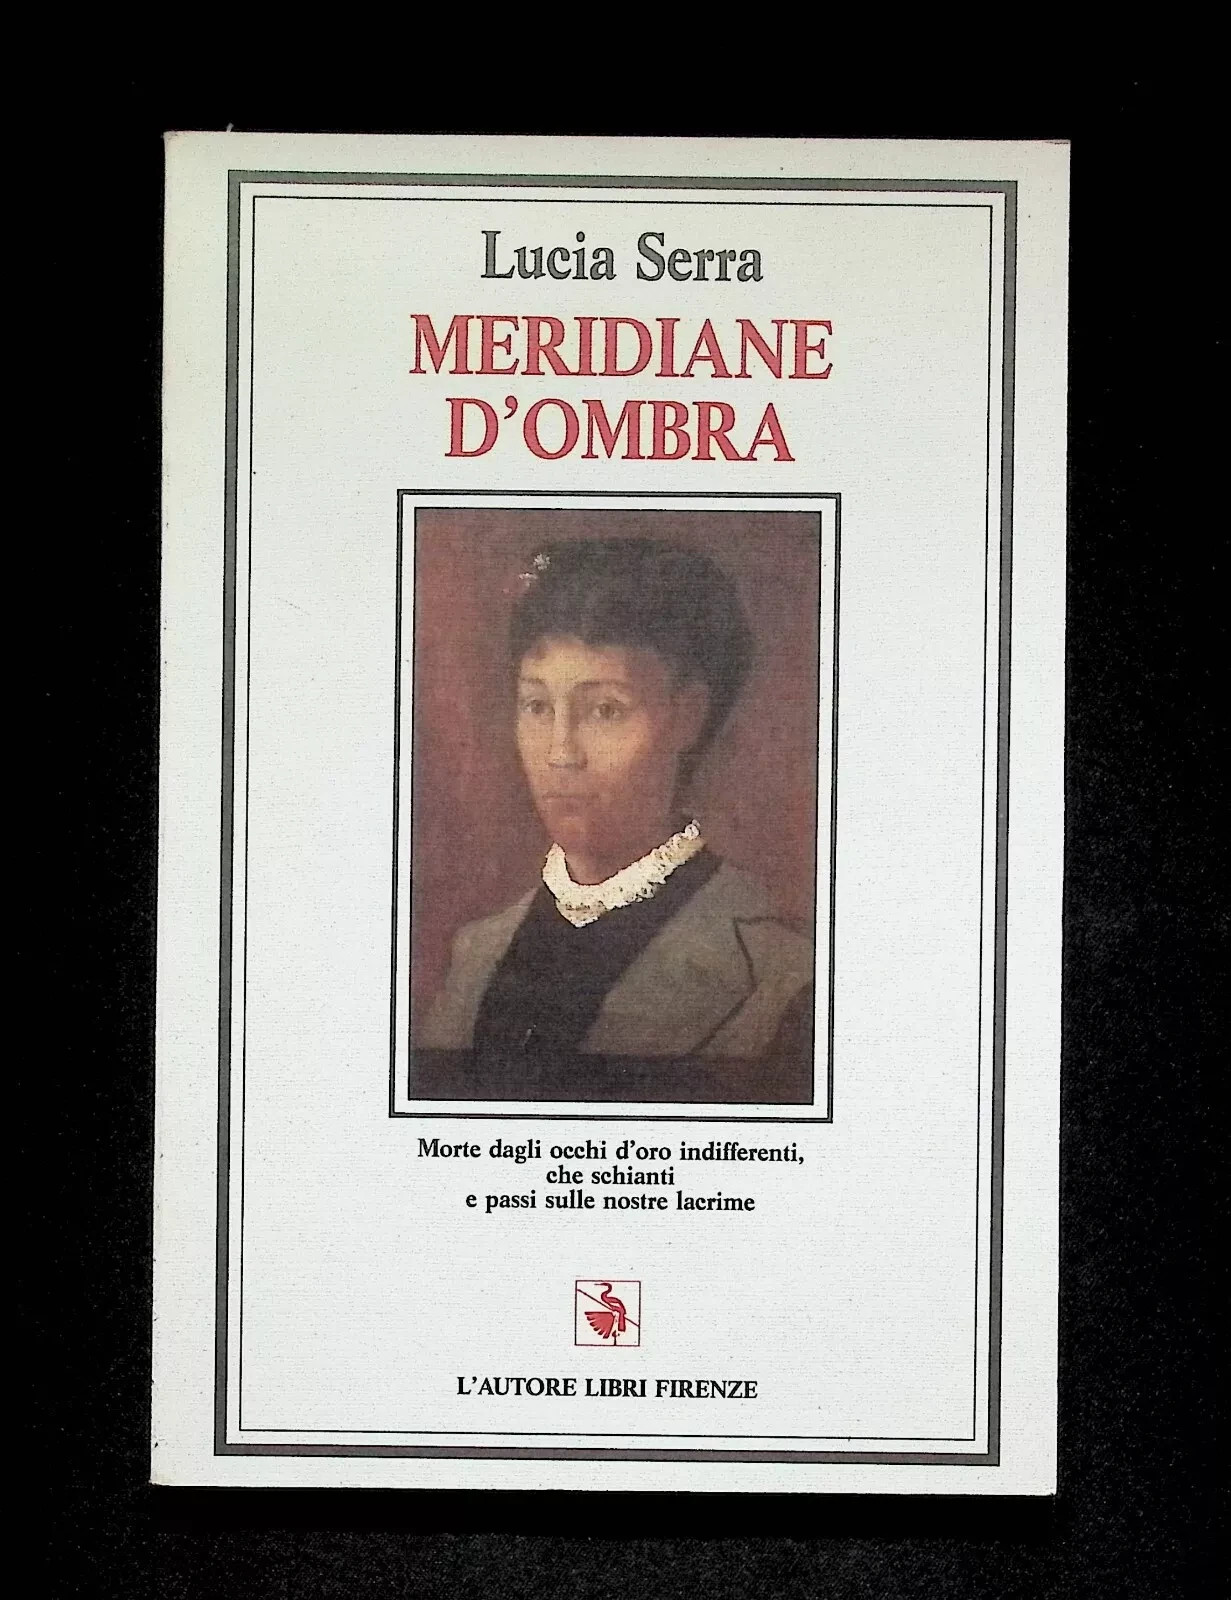 Lucia Serra
MERIDIANE
D'OMBRA
Morte dagli occhi d'oro indifferenti,
che schianti
e passi sulle nostre lacrime
L'AUTORE LIBRI FIRENZE